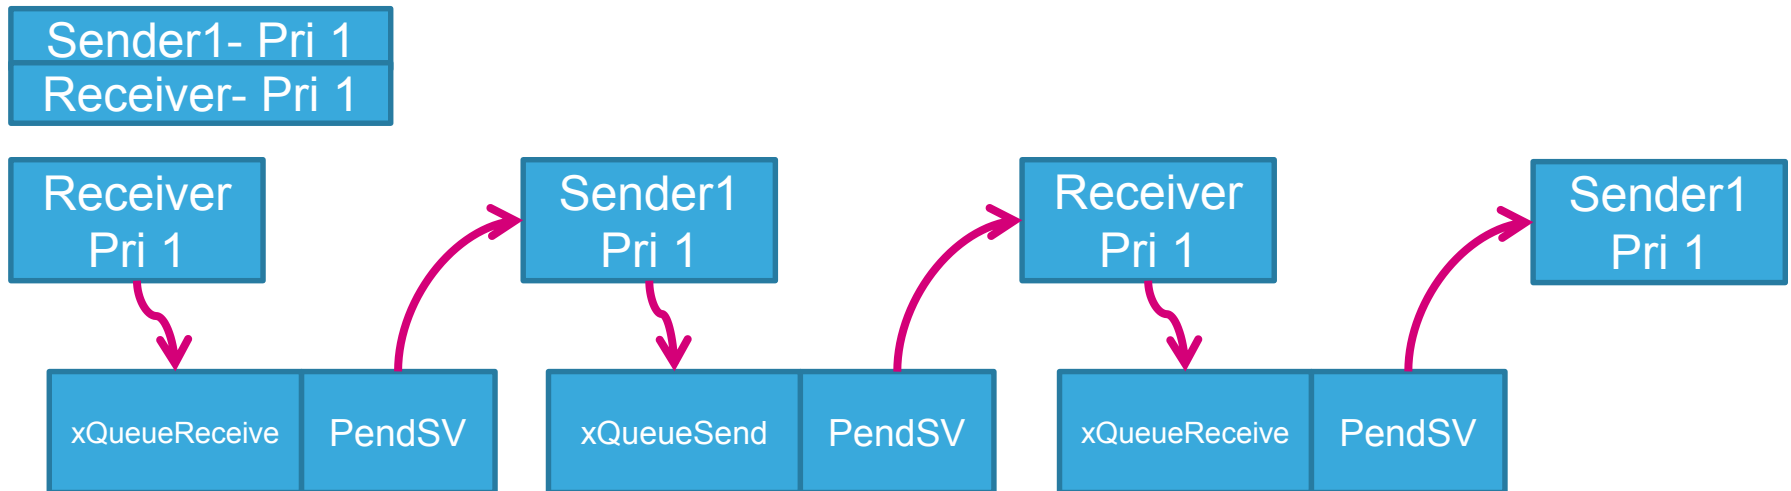 Sender1- Pri 1
Receiver- Pri 1
Receiver
Pri 1
Sender1
Pri 1
Receiver
Pri 1
Sender1
Pri 1
xQueueReceive
PendSV
xQueueSend
PendSV
xQueueReceive
PendSV